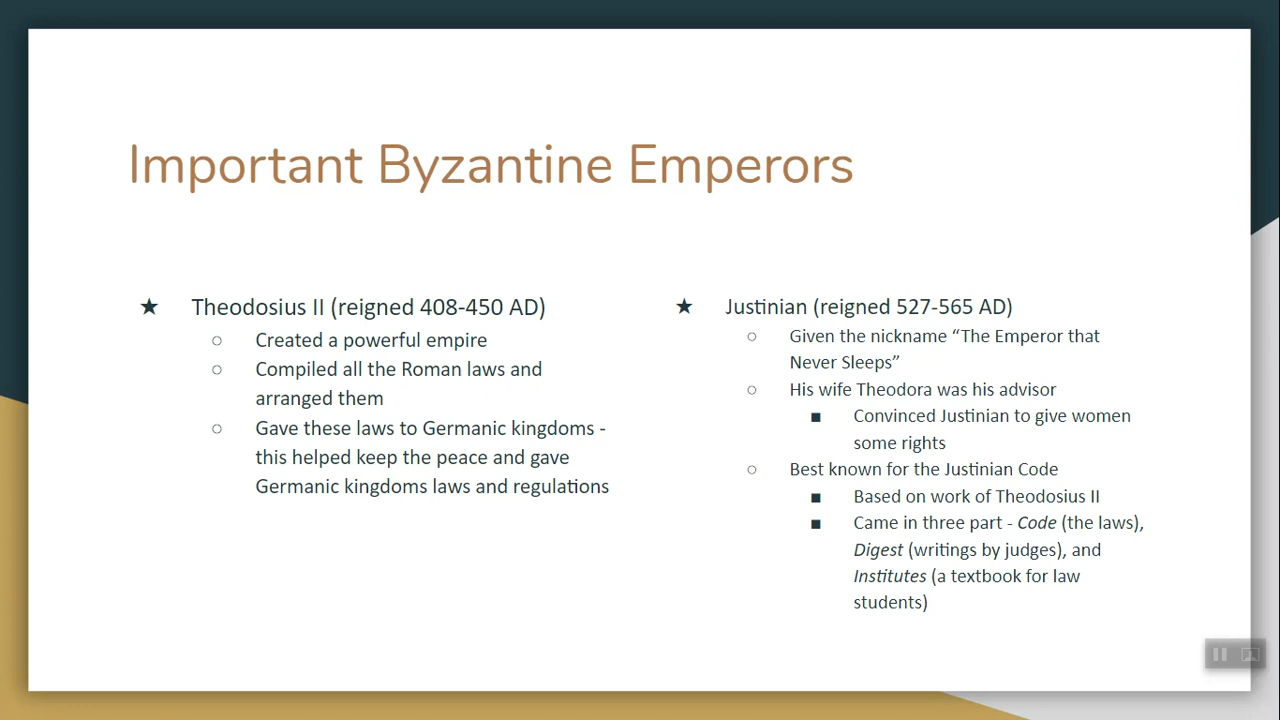 Important Byzantine Emperors
★ Theodosius II (reigned 408-450 AD)
○ Created a powerful empire
○ Compiled all the Roman laws and
arranged them
○ Gave these laws to Germanic kingdoms -
this helped keep the peace and gave
Germanic kingdoms laws and regulations
★ Justinian (reigned 527-565 AD)
○ Given the nickname “The Emperor that
Never Sleeps”
○ His wife Theodora was his advisor
■ Convinced Justinian to give women
some rights
○ Best known for the Justinian Code
■ Based on work of Theodosius II
■ Came in three part - Code (the laws),
Digest (writings by judges), and
Institutes (a textbook for law
students)